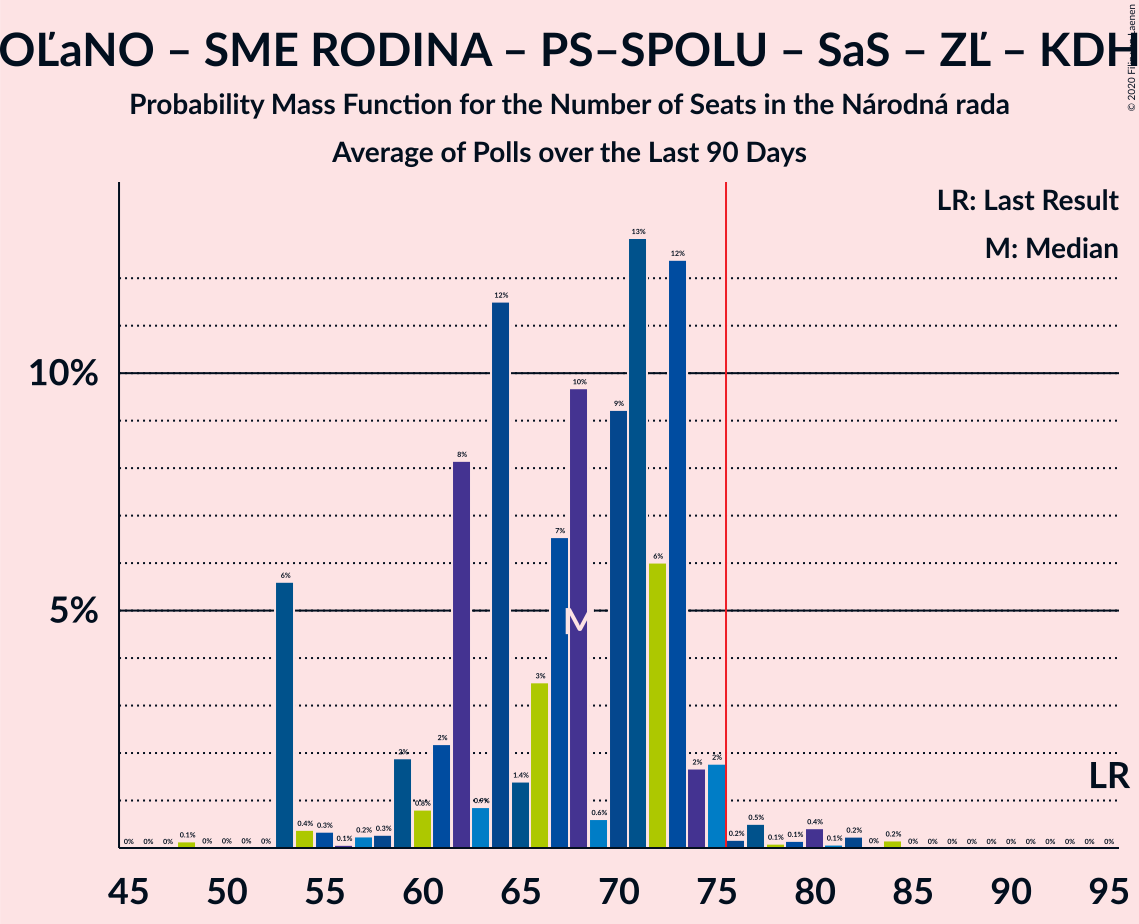 OĽaNO – SME RODINA – PS–SPOLU – SaS – ZĽ – KDH
Probability Mass Function for the Number of Seats in the Národná rada
Average of Polls over the Last 90 Days
LR: Last Result
M: Median
10%
5%
0% 0% 0% 0.1% 0% 0% 0% 0% 6% 0.4% 0.3% 0.1% 0.2% 0.3% 2% 0.8% 2% 8% 0.9% 12% 1.4% 3% 7% 10% 0.6% 9% 13% 6% 12% 2% 2% 0.2% 0.5% 0.1% 0.1% 0.4% 0.1% 0.2% 0% 0.2% 0% 0% 0% 0% 0% 0% 0% 0% 0% 0% 0%
M
LR
45 50 55 60 65 70 75 80 85 90 95
© 2020